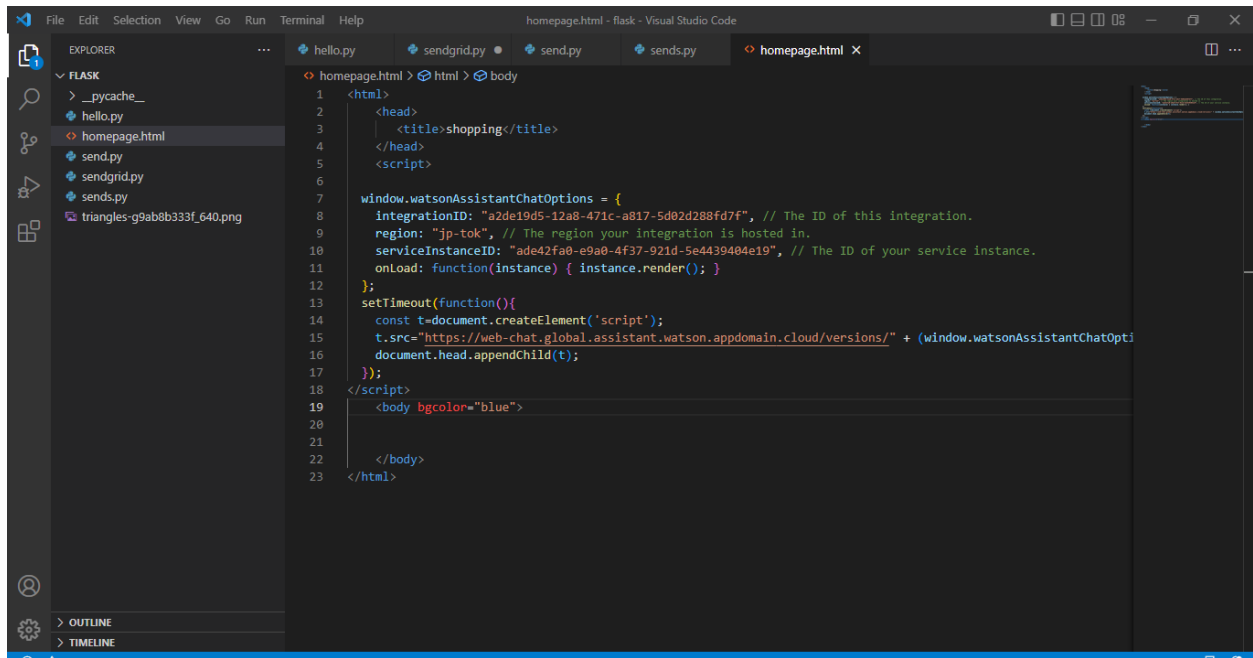 File Edit Selection View Go Run Terminal Help homepage.html - flask - Visual Studio Code
EXPLORER ...
1
FLASK
__pycache__
hello.py
homepage.html
send.py
sendgrid.py
sends.py
triangles-g9ab8b333f_640.png
OUTLINE
TIMELINE
hello.py sendgrid.py send.py sends.py homepage.html
homepage.html > html > body
1 <html>
2 <head>
3 <title>shopping</title>
4 </head>
5 <script>
6
7 window.watsonAssistantChatOptions = {
8 integrationID: "a2de19d5-12a8-471c-a817-5d02d288fd7f", // The ID of this integration.
9 region: "jp-tok", // The region your integration is hosted in.
10 serviceInstanceID: "ade42fa0-e9a0-4f37-921d-5e4439404e19", // The ID of your service instance.
11 onLoad: function(instance) { instance.render(); }
12 };
13 setTimeout(function(){
14 const t=document.createElement('script');
15 t.src="https://web-chat.global.assistant.watson.appdomain.cloud/versions/" + (window.watsonAssistantChatOpti
16 document.head.appendChild(t);
17 });
18 </script>
19 <body bgcolor="blue">
20
21
22 </body>
23 </html>